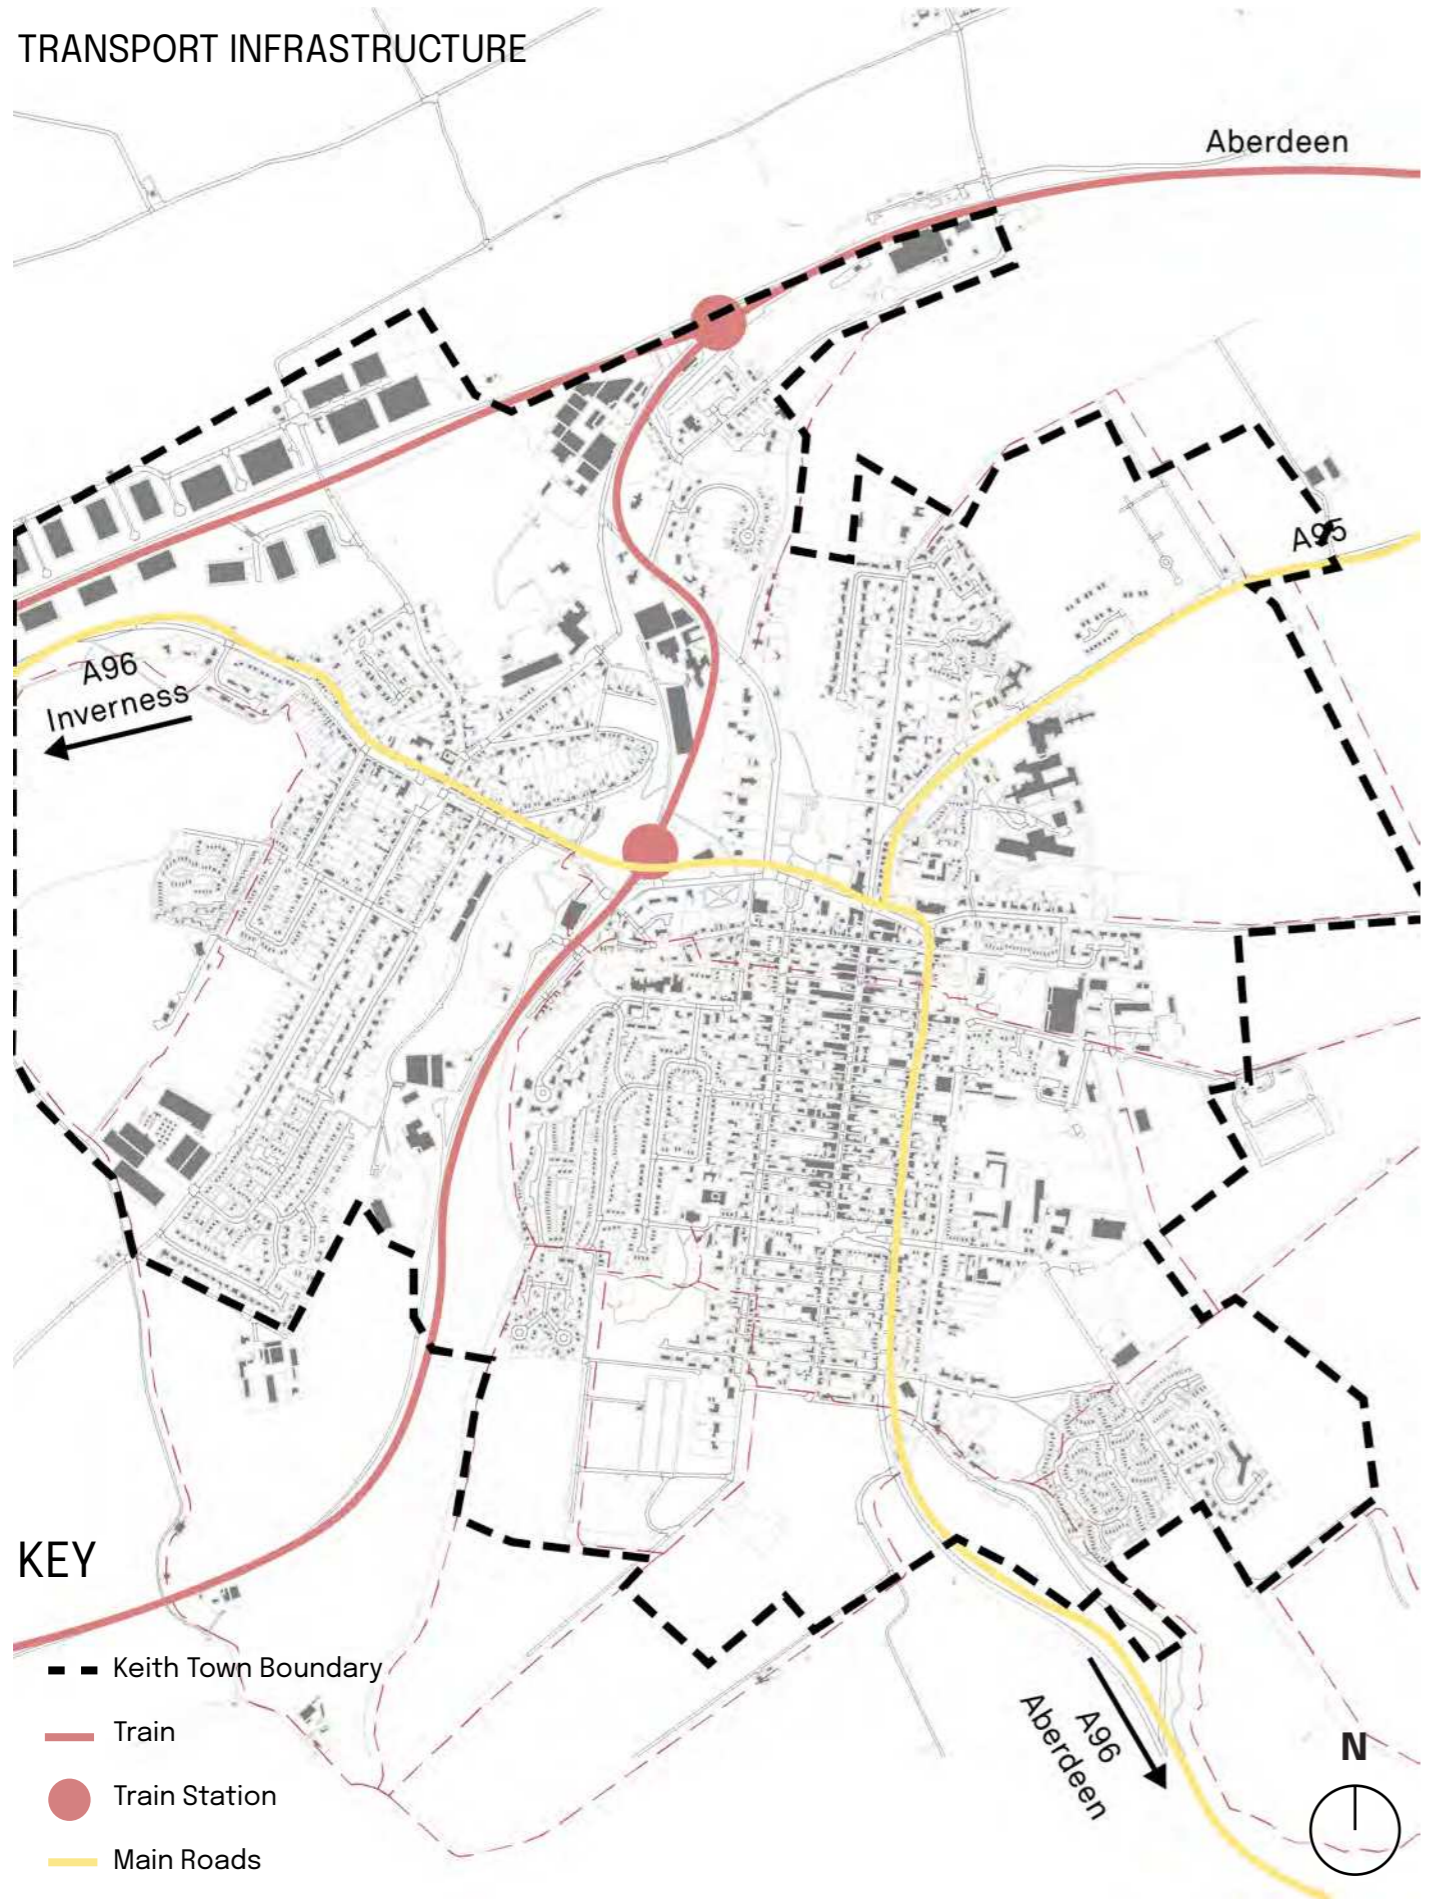 TRANSPORT INFRASTRUCTURE
Aberdeen
A95
A96
Inverness
KEY
Keith Town Boundary
Train
Train Station
Main Roads
A96
Aberdeen
N